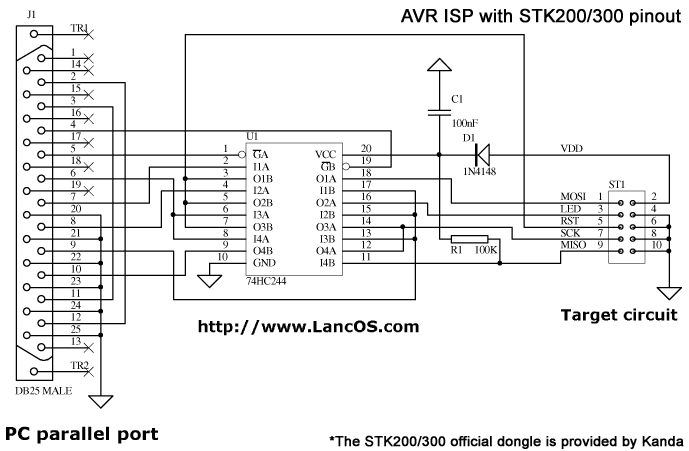 AVR ISP with STK200/300 pinout
J1
TR1
1
14
2
15
3
16
4
17
5
18
6
19
7
20
8
21
9
22
10
23
11
24
12
25
13
TR2
DB25 MALE
PC parallel port
C1
100nF
D1
1N4148
VDD
U1
1 G̅A̅ VCC 20
2 I1A G̅B̅ 19
3 O1B O1A 18
4 I2A I1B 17
5 O2B O2A 16
6 I3A I2B 15
7 O3B O3A 14
8 I4A I3B 13
9 O4B O4A 12
10 GND I4B 11
74HC244
R1 100K
ST1
MOSI 1 2
LED 3 4
RST 5 6
SCK 7 8
MISO 9 10
Target circuit
http://www.LancOS.com
*The STK200/300 official dongle is provided by Kanda